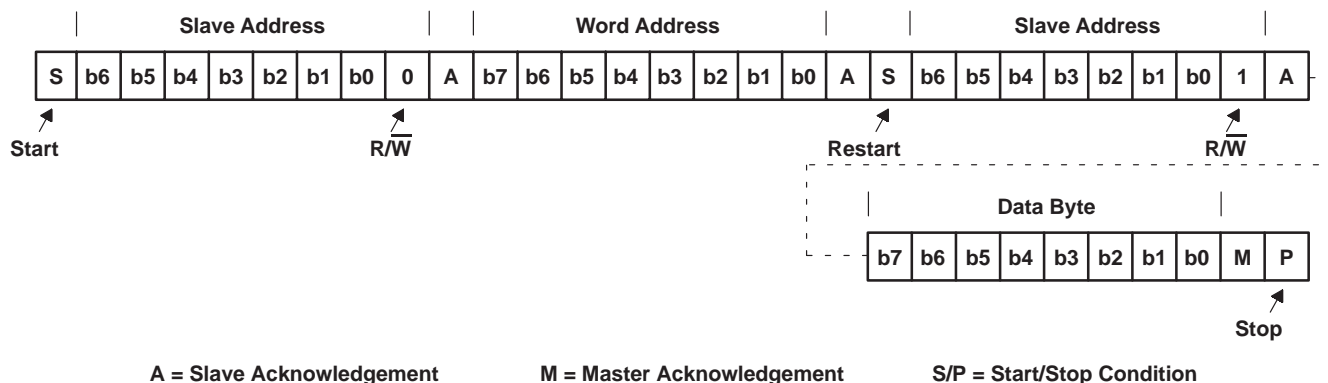 Slave Address Word Address Slave Address
S b6 b5 b4 b3 b2 b1 b0 0 A b7 b6 b5 b4 b3 b2 b1 b0 A S b6 b5 b4 b3 b2 b1 b0 1 A
Start R/W̅ Restart R/W̅
Data Byte
b7 b6 b5 b4 b3 b2 b1 b0 M P
Stop
A = Slave Acknowledgement M = Master Acknowledgement S/P = Start/Stop Condition